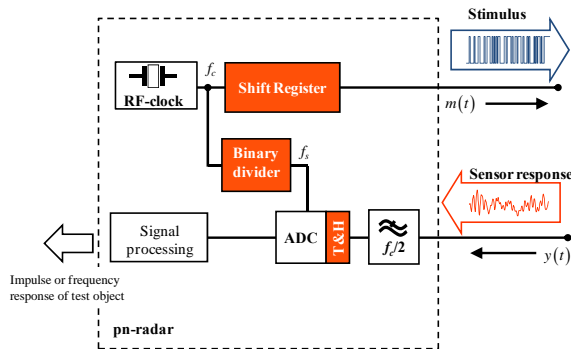 Stimulus
f_c
RF-clock
Shift Register
m(t)
Binary
divider
f_s
Sensor response
Signal
processing
ADC
T&H
f_c/2
y(t)
Impulse or frequency
response of test object
pn-radar